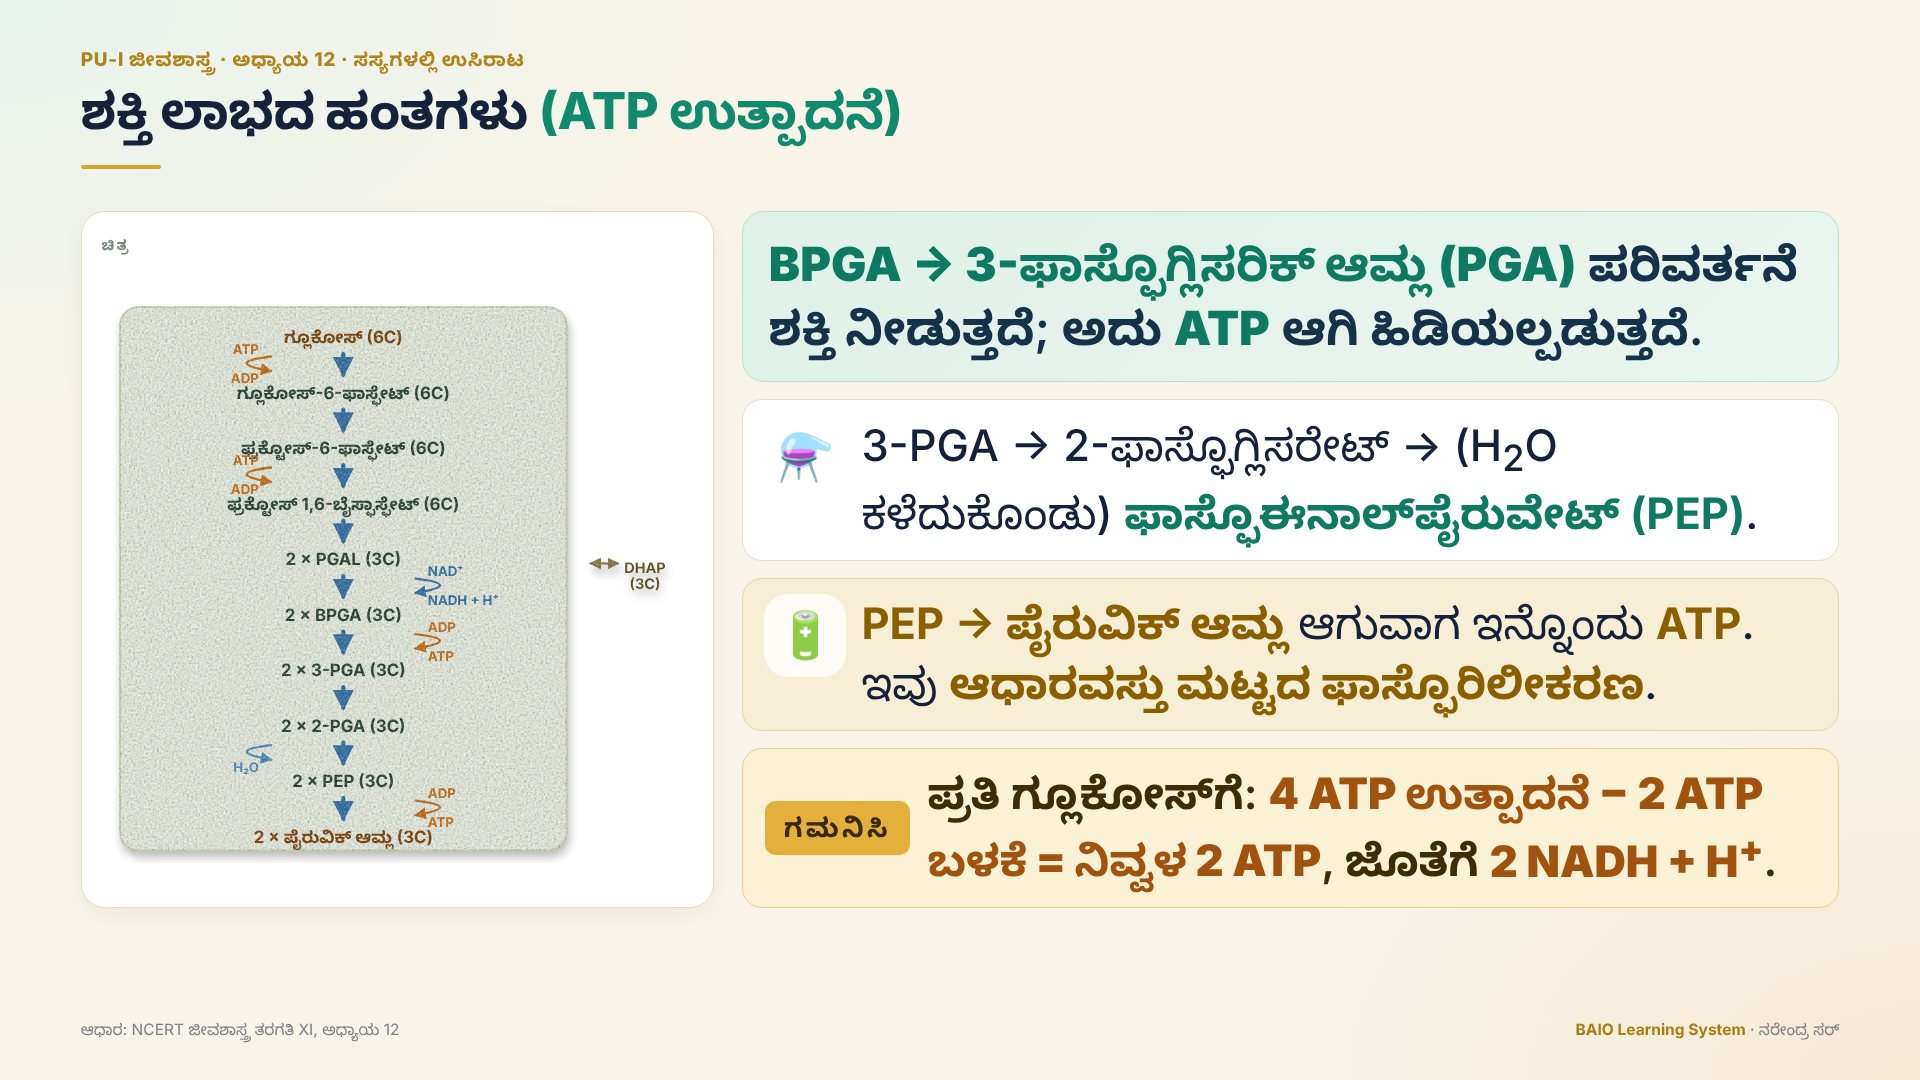 PU-I ಜೀವಶಾಸ್ತ್ರ · ಅಧ್ಯಾಯ 12 · ಸಸ್ಯಗಳಲ್ಲಿ ಉಸಿರಾಟ
ಶಕ್ತಿ ಲಾಭದ ಹಂತಗಳು (ATP ಉತ್ಪಾದನೆ)
ಚಿತ್ರ
ಗ್ಲೂಕೋಸ್ (6C)
ATP
ADP
ಗ್ಲೂಕೋಸ್-6-ಫಾಸ್ಫೇಟ್ (6C)
ಫ್ರಕ್ಟೋಸ್-6-ಫಾಸ್ಫೇಟ್ (6C)
ATP
ADP
ಫ್ರಕ್ಟೋಸ್ 1,6-ಬೈಸ್ಫಾಸ್ಫೇಟ್ (6C)
2 × PGAL (3C)
DHAP
(3C)
NAD⁺
NADH + H⁺
2 × BPGA (3C)
ADP
ATP
2 × 3-PGA (3C)
2 × 2-PGA (3C)
H₂O
2 × PEP (3C)
ADP
ATP
2 × ಪೈರುವಿಕ್ ಆಮ್ಲ (3C)
BPGA → 3-ಫಾಸ್ಫೊಗ್ಲಿಸರಿಕ್ ಆಮ್ಲ (PGA) ಪರಿವರ್ತನೆ
ಶಕ್ತಿ ನೀಡುತ್ತದೆ; ಅದು ATP ಆಗಿ ಹಿಡಿಯಲ್ಪಡುತ್ತದೆ.
3-PGA → 2-ಫಾಸ್ಫೊಗ್ಲಿಸರೇಟ್ → (H₂O
ಕಳೆದುಕೊಂಡು) ಫಾಸ್ಫೊಈನಾಲ್‌ಪೈರುವೇಟ್ (PEP).
PEP → ಪೈರುವಿಕ್ ಆಮ್ಲ ಆಗುವಾಗ ಇನ್ನೊಂದು ATP.
ಇವು ಆಧಾರವಸ್ತು ಮಟ್ಟದ ಫಾಸ್ಫೊರಿಲೀಕರಣ.
ಗಮನಿಸಿ
ಪ್ರತಿ ಗ್ಲೂಕೋಸ್‌ಗೆ: 4 ATP ಉತ್ಪಾದನೆ − 2 ATP
ಬಳಕೆ = ನಿವ್ವಳ 2 ATP, ಜೊತೆಗೆ 2 NADH + H⁺.
ಆಧಾರ: NCERT ಜೀವಶಾಸ್ತ್ರ ತರಗತಿ XI, ಅಧ್ಯಾಯ 12
BAIO Learning System · ನರೇಂದ್ರ ಸರ್